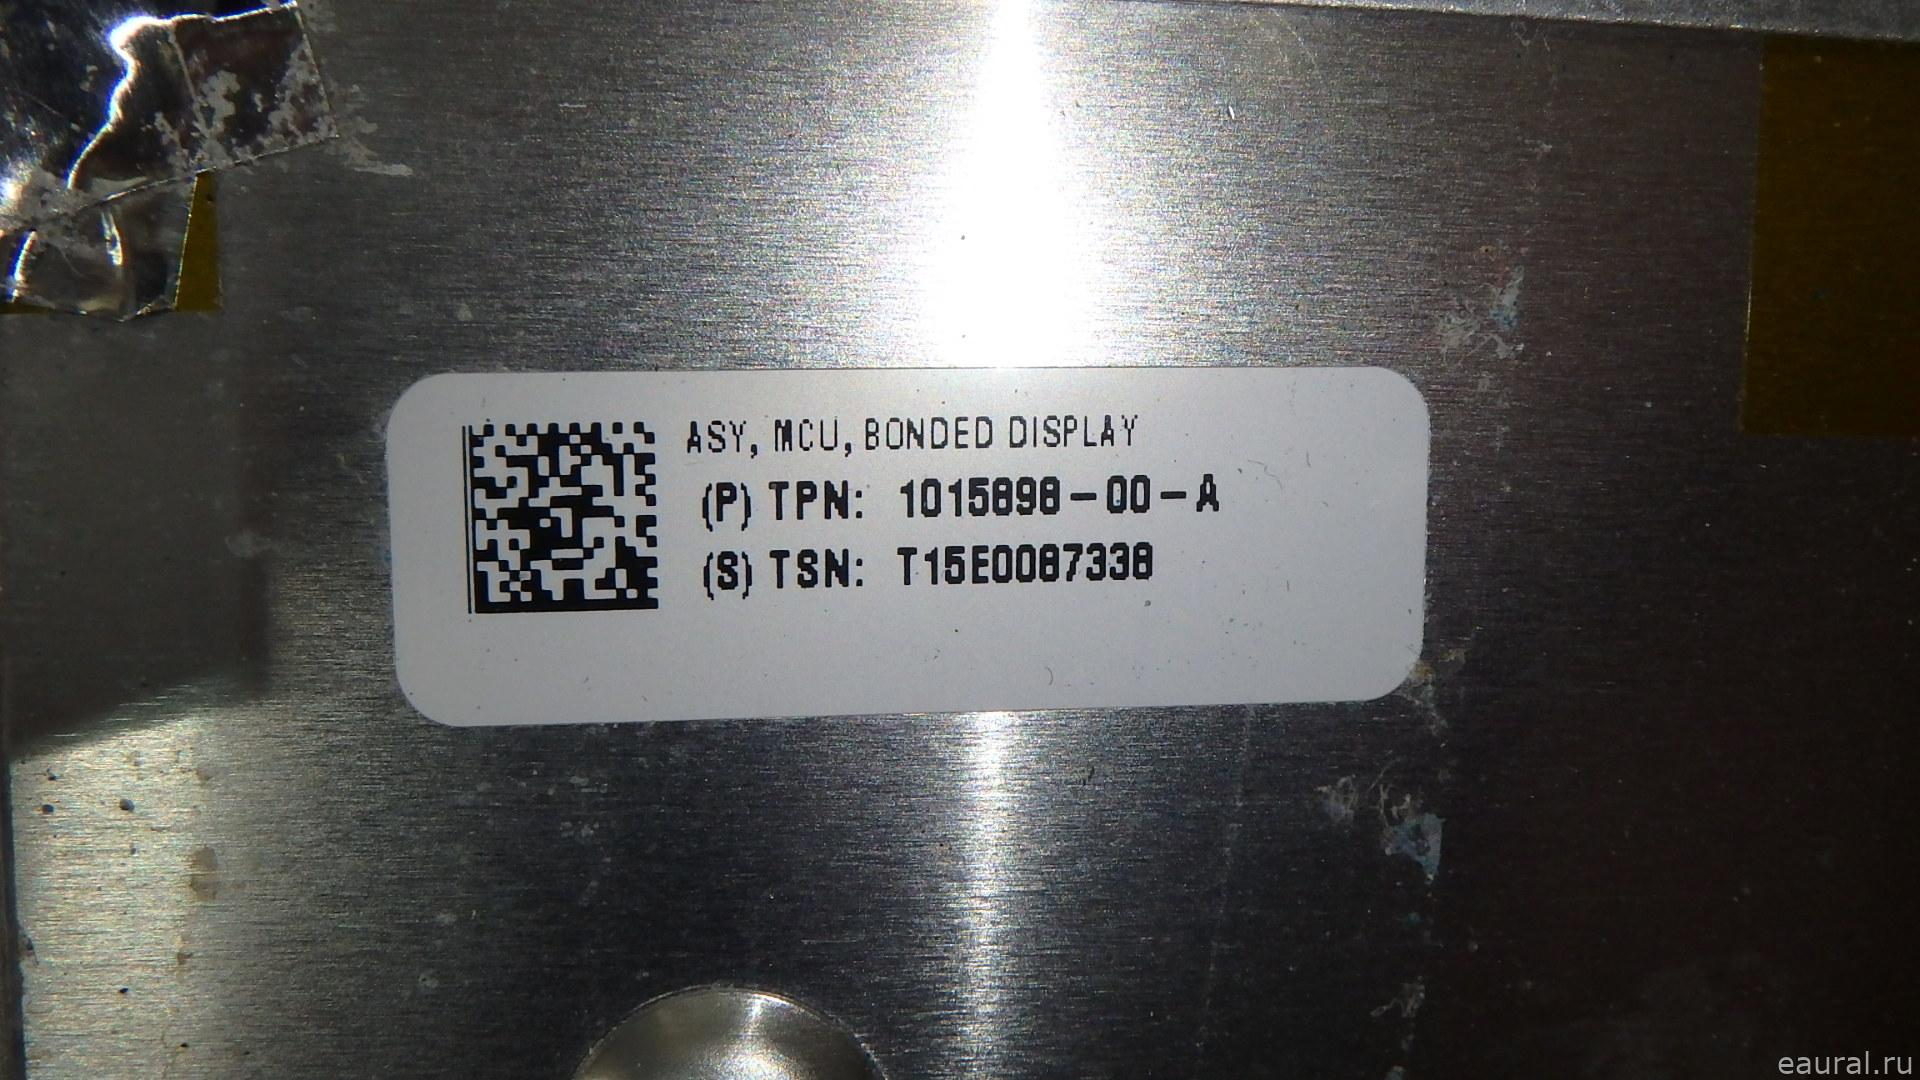 ASY, MCU, BONDED DISPLAY
(P) TPN: 1015898-00-A
(S) TSN: T15E0087338
eaural.ru